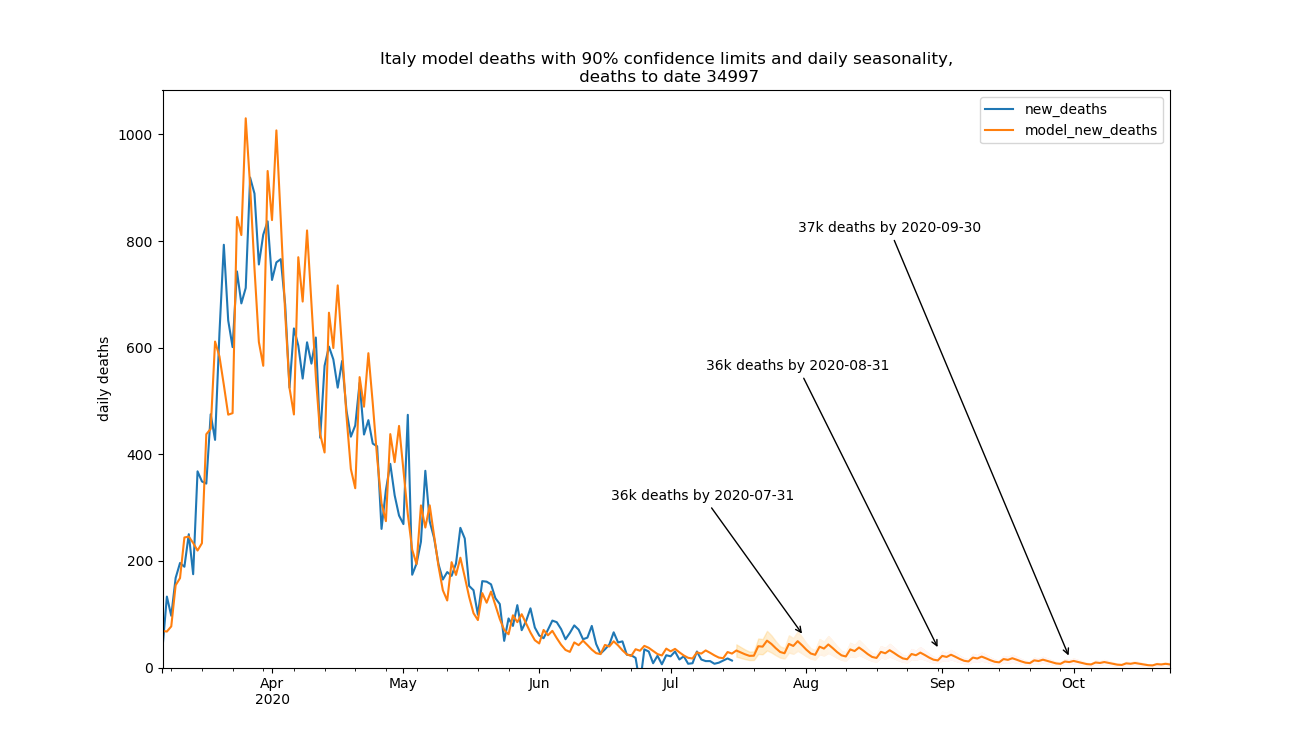 Italy model deaths with 90% confidence limits and daily seasonality,
deaths to date 34997
new_deaths
model_new_deaths
daily deaths
1000
800
600
400
200
0
37k deaths by 2020-09-30
36k deaths by 2020-08-31
36k deaths by 2020-07-31
Apr
2020
May
Jun
Jul
Aug
Sep
Oct